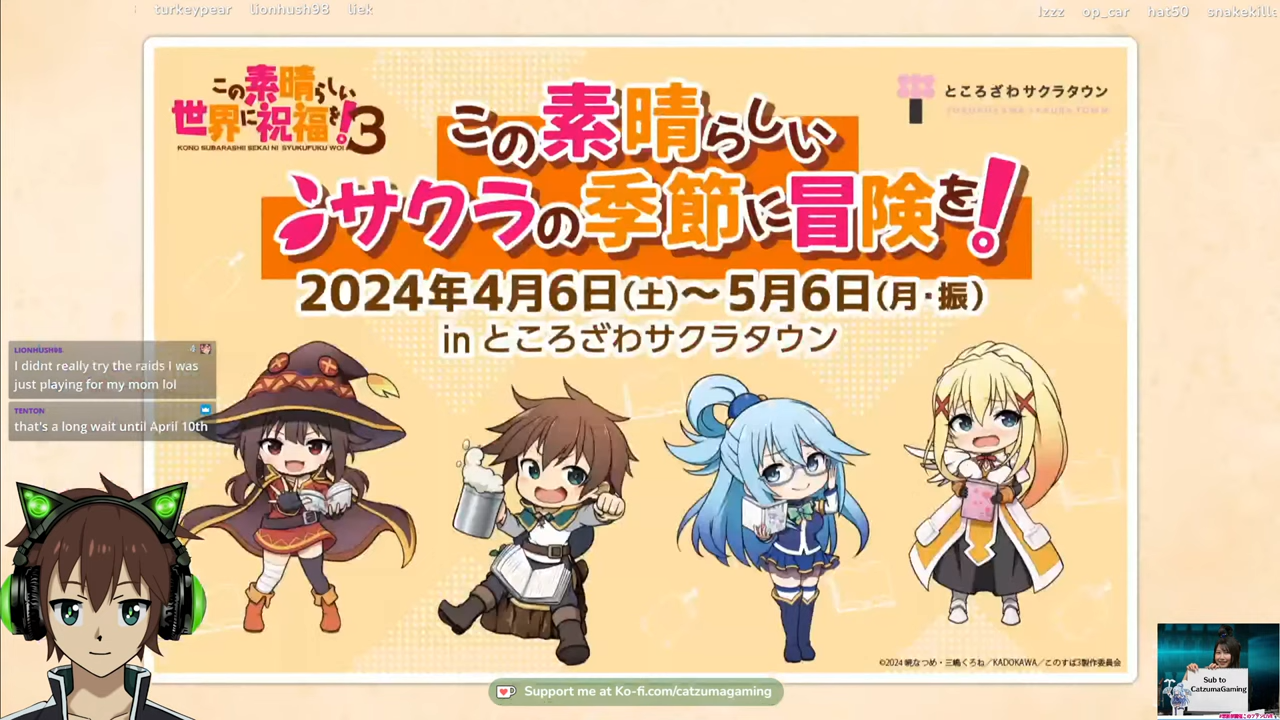 turkeypear lionhush98 liek
lzzz op_car hat50 snakekilla
この素晴らしい
世界に祝福を!3
KONO SUBARASHII SEKAI NI SYUKUFUKU WO!
ところざわサクラタウン
TOKOROZAWA SAKURA TOWN
この素晴らしい
サクラの季節に冒険を!
2024年4月6日(土)～5月6日(月・振)
in ところざわサクラタウン
LIONHUSH98 4
I didnt really try the raids I was
just playing for my mom lol
TENTON
that's a long wait until April 10th
©2024 暁なつめ・三嶋くろね／KADOKAWA／このすば3製作委員会
Support me at Ko-fi.com/catzumagaming
Sub to
CatzumaGaming